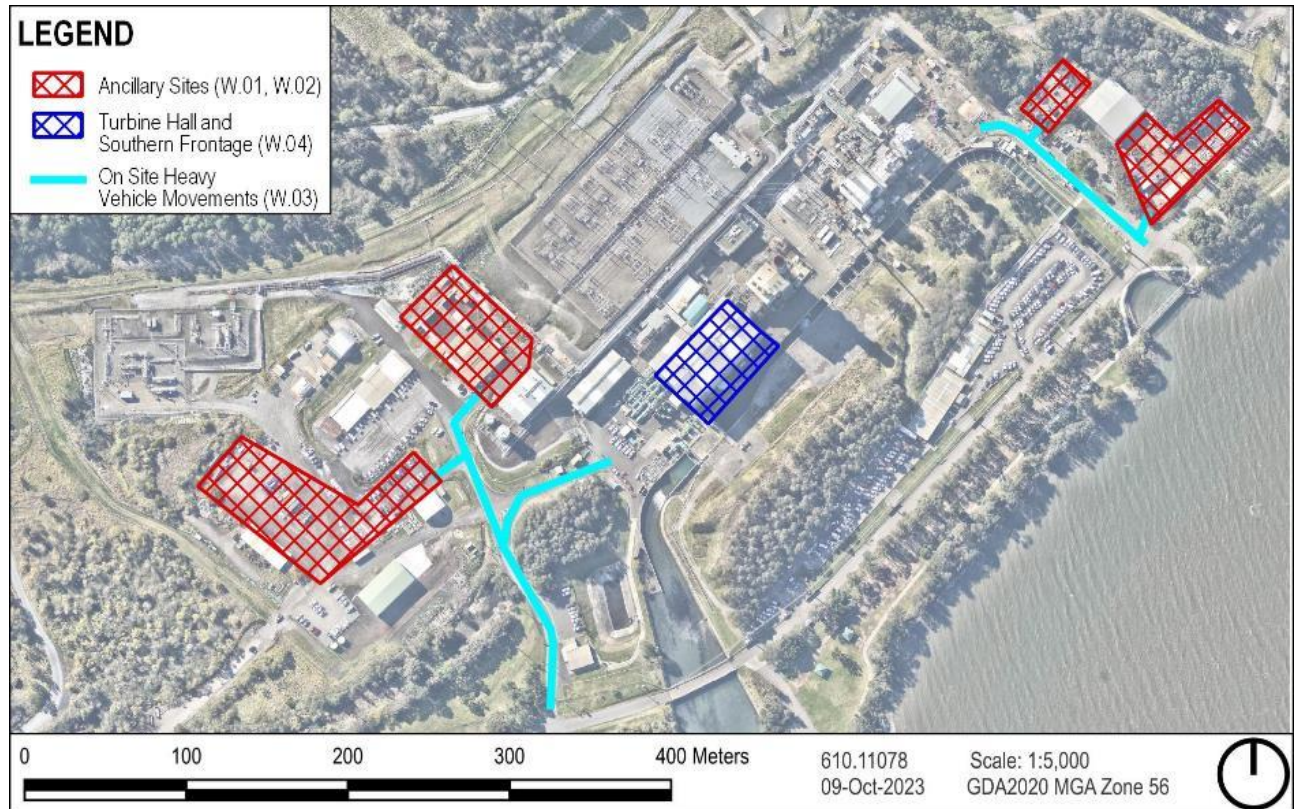 LEGEND
Ancillary Sites (W.01, W.02)
Turbine Hall and
Southern Frontage (W.04)
On Site Heavy
Vehicle Movements (W.03)
0 100 200 300 400 Meters
610.11078
09-Oct-2023
Scale: 1:5,000
GDA2020 MGA Zone 56